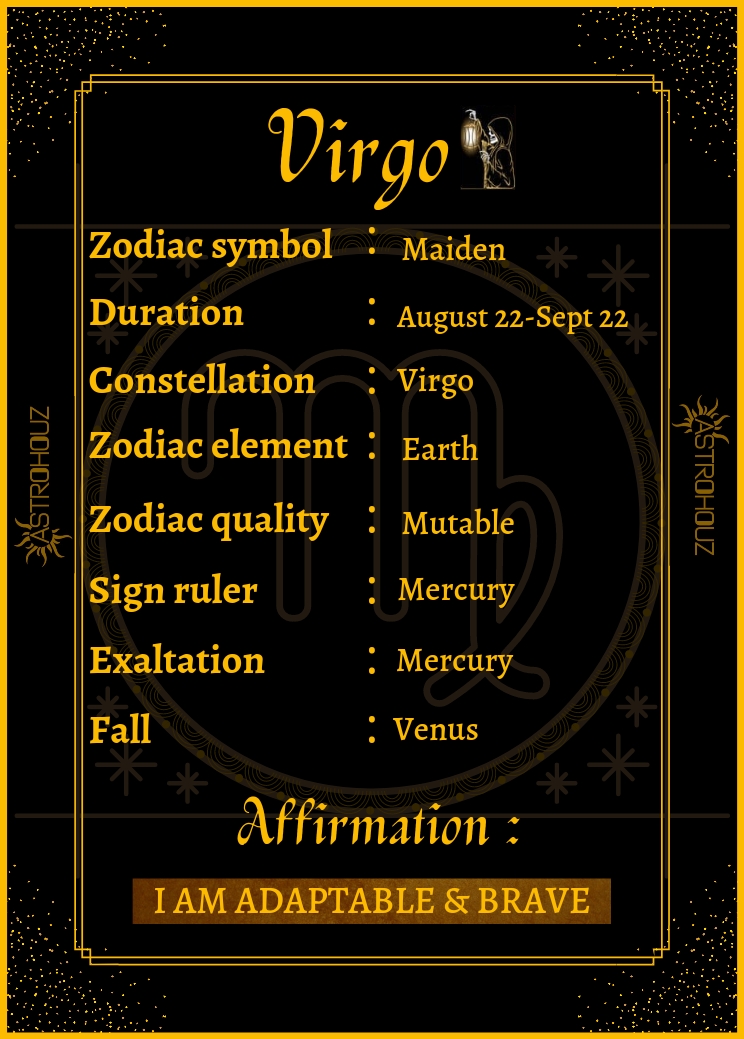 Virgo
Zodiac symbol : Maiden
Duration : August 22-Sept 22
Constellation : Virgo
Zodiac element : Earth
Zodiac quality : Mutable
Sign ruler : Mercury
Exaltation : Mercury
Fall : Venus
Affirmation :
I AM ADAPTABLE & BRAVE
ASTROHOUZ
ASTROHOUZ